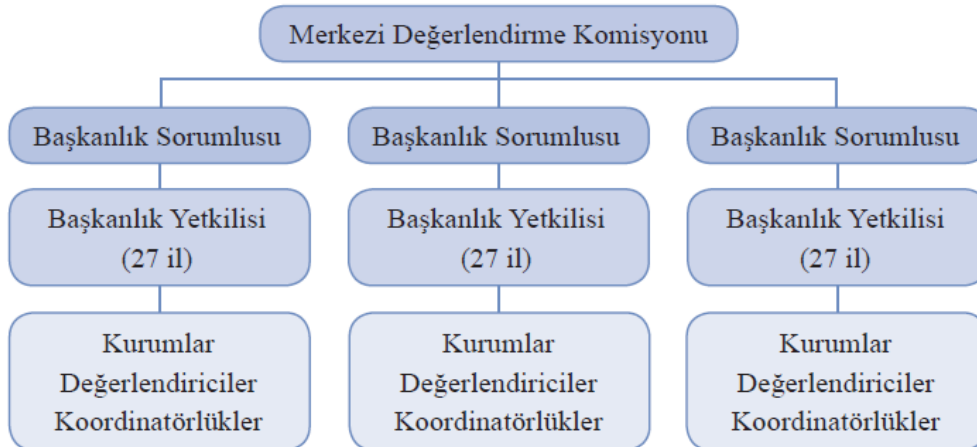 Merkezi Değerlendirme Komisyonu
Başkanlık Sorumlusu
Başkanlık Sorumlusu
Başkanlık Sorumlusu
Başkanlık Yetkilisi
(27 il)
Başkanlık Yetkilisi
(27 il)
Başkanlık Yetkilisi
(27 il)
Kurumlar
Değerlendiriciler
Koordinatörlükler
Kurumlar
Değerlendiriciler
Koordinatörlükler
Kurumlar
Değerlendiriciler
Koordinatörlükler